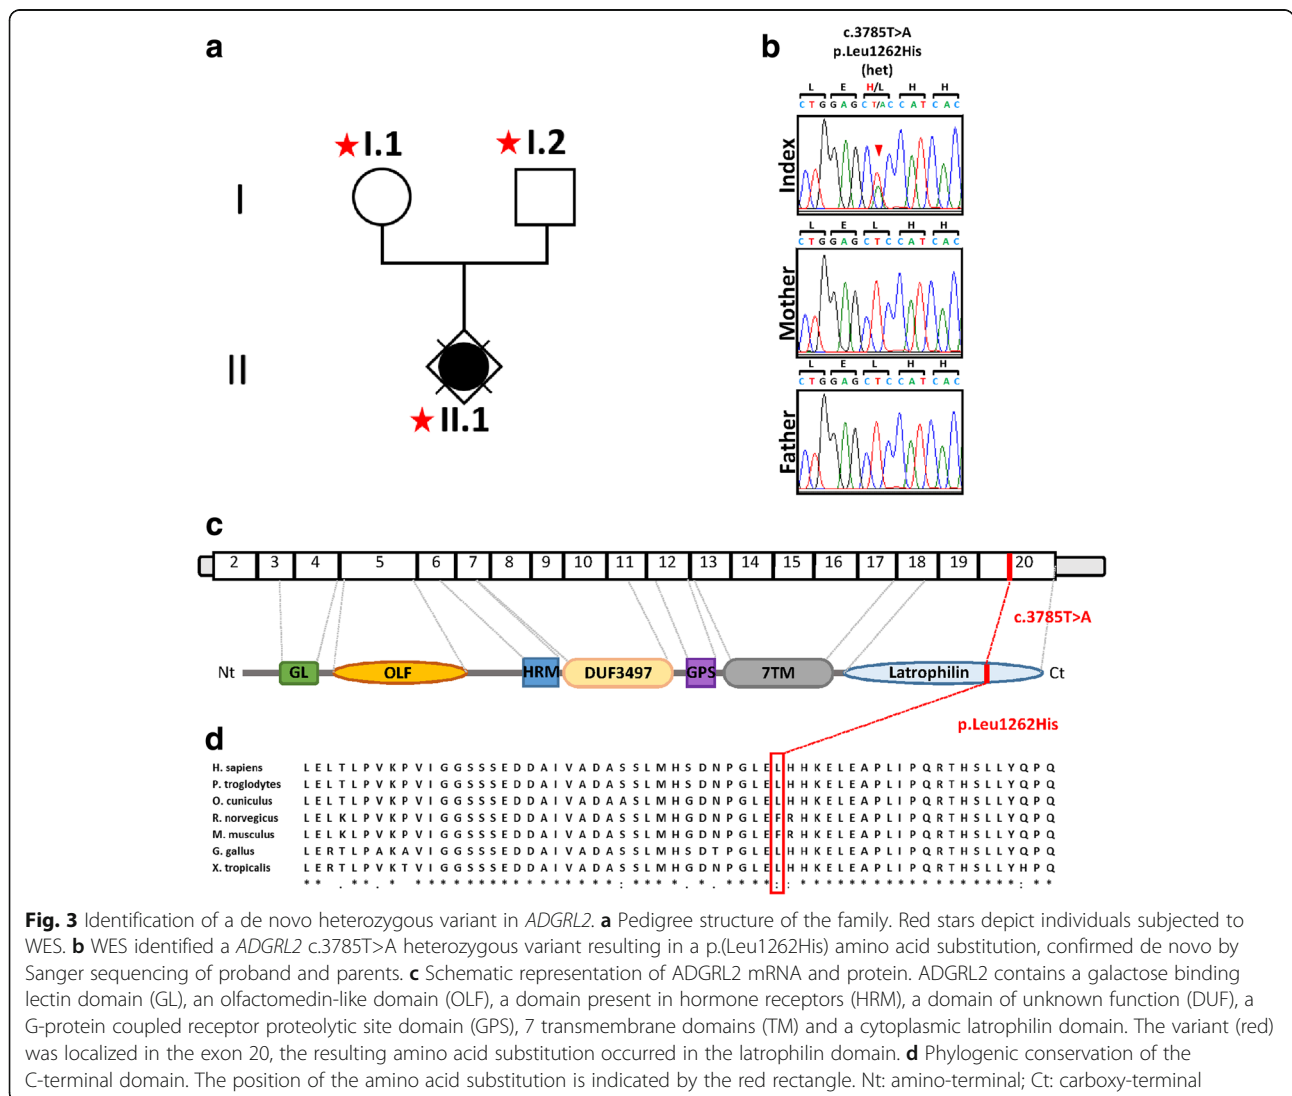 a
I.1
I.2
I
II
II.1
b
c.3785T>A
p.Leu1262His
(het)
L E H/L H H
C T G G A G C T/A C C A T C A C
Index
L E L H H
C T G G A G C T C C A T C A C
Mother
L E L H H
C T G G A G C T C C A T C A C
Father
c
2 3 4 5 6 7 8 9 10 11 12 13 14 15 16 17 18 19 20
c.3785T>A
Nt GL OLF HRM DUF3497 GPS 7TM Latrophilin Ct
p.Leu1262His
d
H. sapiens L E L T L P V K P V I G G S S S E D D A I V A D A S S L M H S D N P G L E L H H K E L E A P L I P Q R T H S L L Y Q P Q
P. troglodytes L E L T L P V K P V I G G S S S E D D A I V A D A S S L M H S D N P G L E L H H K E L E A P L I P Q R T H S L L Y Q P Q
O. cuniculus L E L T L P V K P V I G G S S S E D D A I V A D A A S L M H G D N P G L E L H H K E L E A P L I P Q R T H S L L Y Q P Q
R. norvegicus L E L K L P V K P V I G G S S S E D D A I V A D A S S L M H G D N P G L E F R H K E L E A P L I P Q R T H S L L Y Q P Q
M. musculus L E L K L P V K P V I G G S S S E D D A I V A D A S S L M H G D N P G L E F R H K E L E A P L I P Q R T H S L L Y Q P Q
G. gallus L E R T L P A K A V I G G S S S E D D A I V A D A S S L M H S D T P G L E L H H K E L E A P L I P Q R T H S L L Y Q P Q
X. tropicalis L E R T L P V K T V I G G S S S E D D A I V A D A S S L M H G D N P G L E L H H K E L E A P L I P Q R T H S L L Y H P Q
* * . * * . * * * * * * * * * * * * * * * * : * * * * . * . * * * * : : * * * * * * * * * * * * * * * * * * : * *
Fig. 3 Identification of a de novo heterozygous variant in ADGRL2. a Pedigree structure of the family. Red stars depict individuals subjected to
WES. b WES identified a ADGRL2 c.3785T>A heterozygous variant resulting in a p.(Leu1262His) amino acid substitution, confirmed de novo by
Sanger sequencing of proband and parents. c Schematic representation of ADGRL2 mRNA and protein. ADGRL2 contains a galactose binding
lectin domain (GL), an olfactomedin-like domain (OLF), a domain present in hormone receptors (HRM), a domain of unknown function (DUF), a
G-protein coupled receptor proteolytic site domain (GPS), 7 transmembrane domains (TM) and a cytoplasmic latrophilin domain. The variant (red)
was localized in the exon 20, the resulting amino acid substitution occurred in the latrophilin domain. d Phylogenic conservation of the
C-terminal domain. The position of the amino acid substitution is indicated by the red rectangle. Nt: amino-terminal; Ct: carboxy-terminal